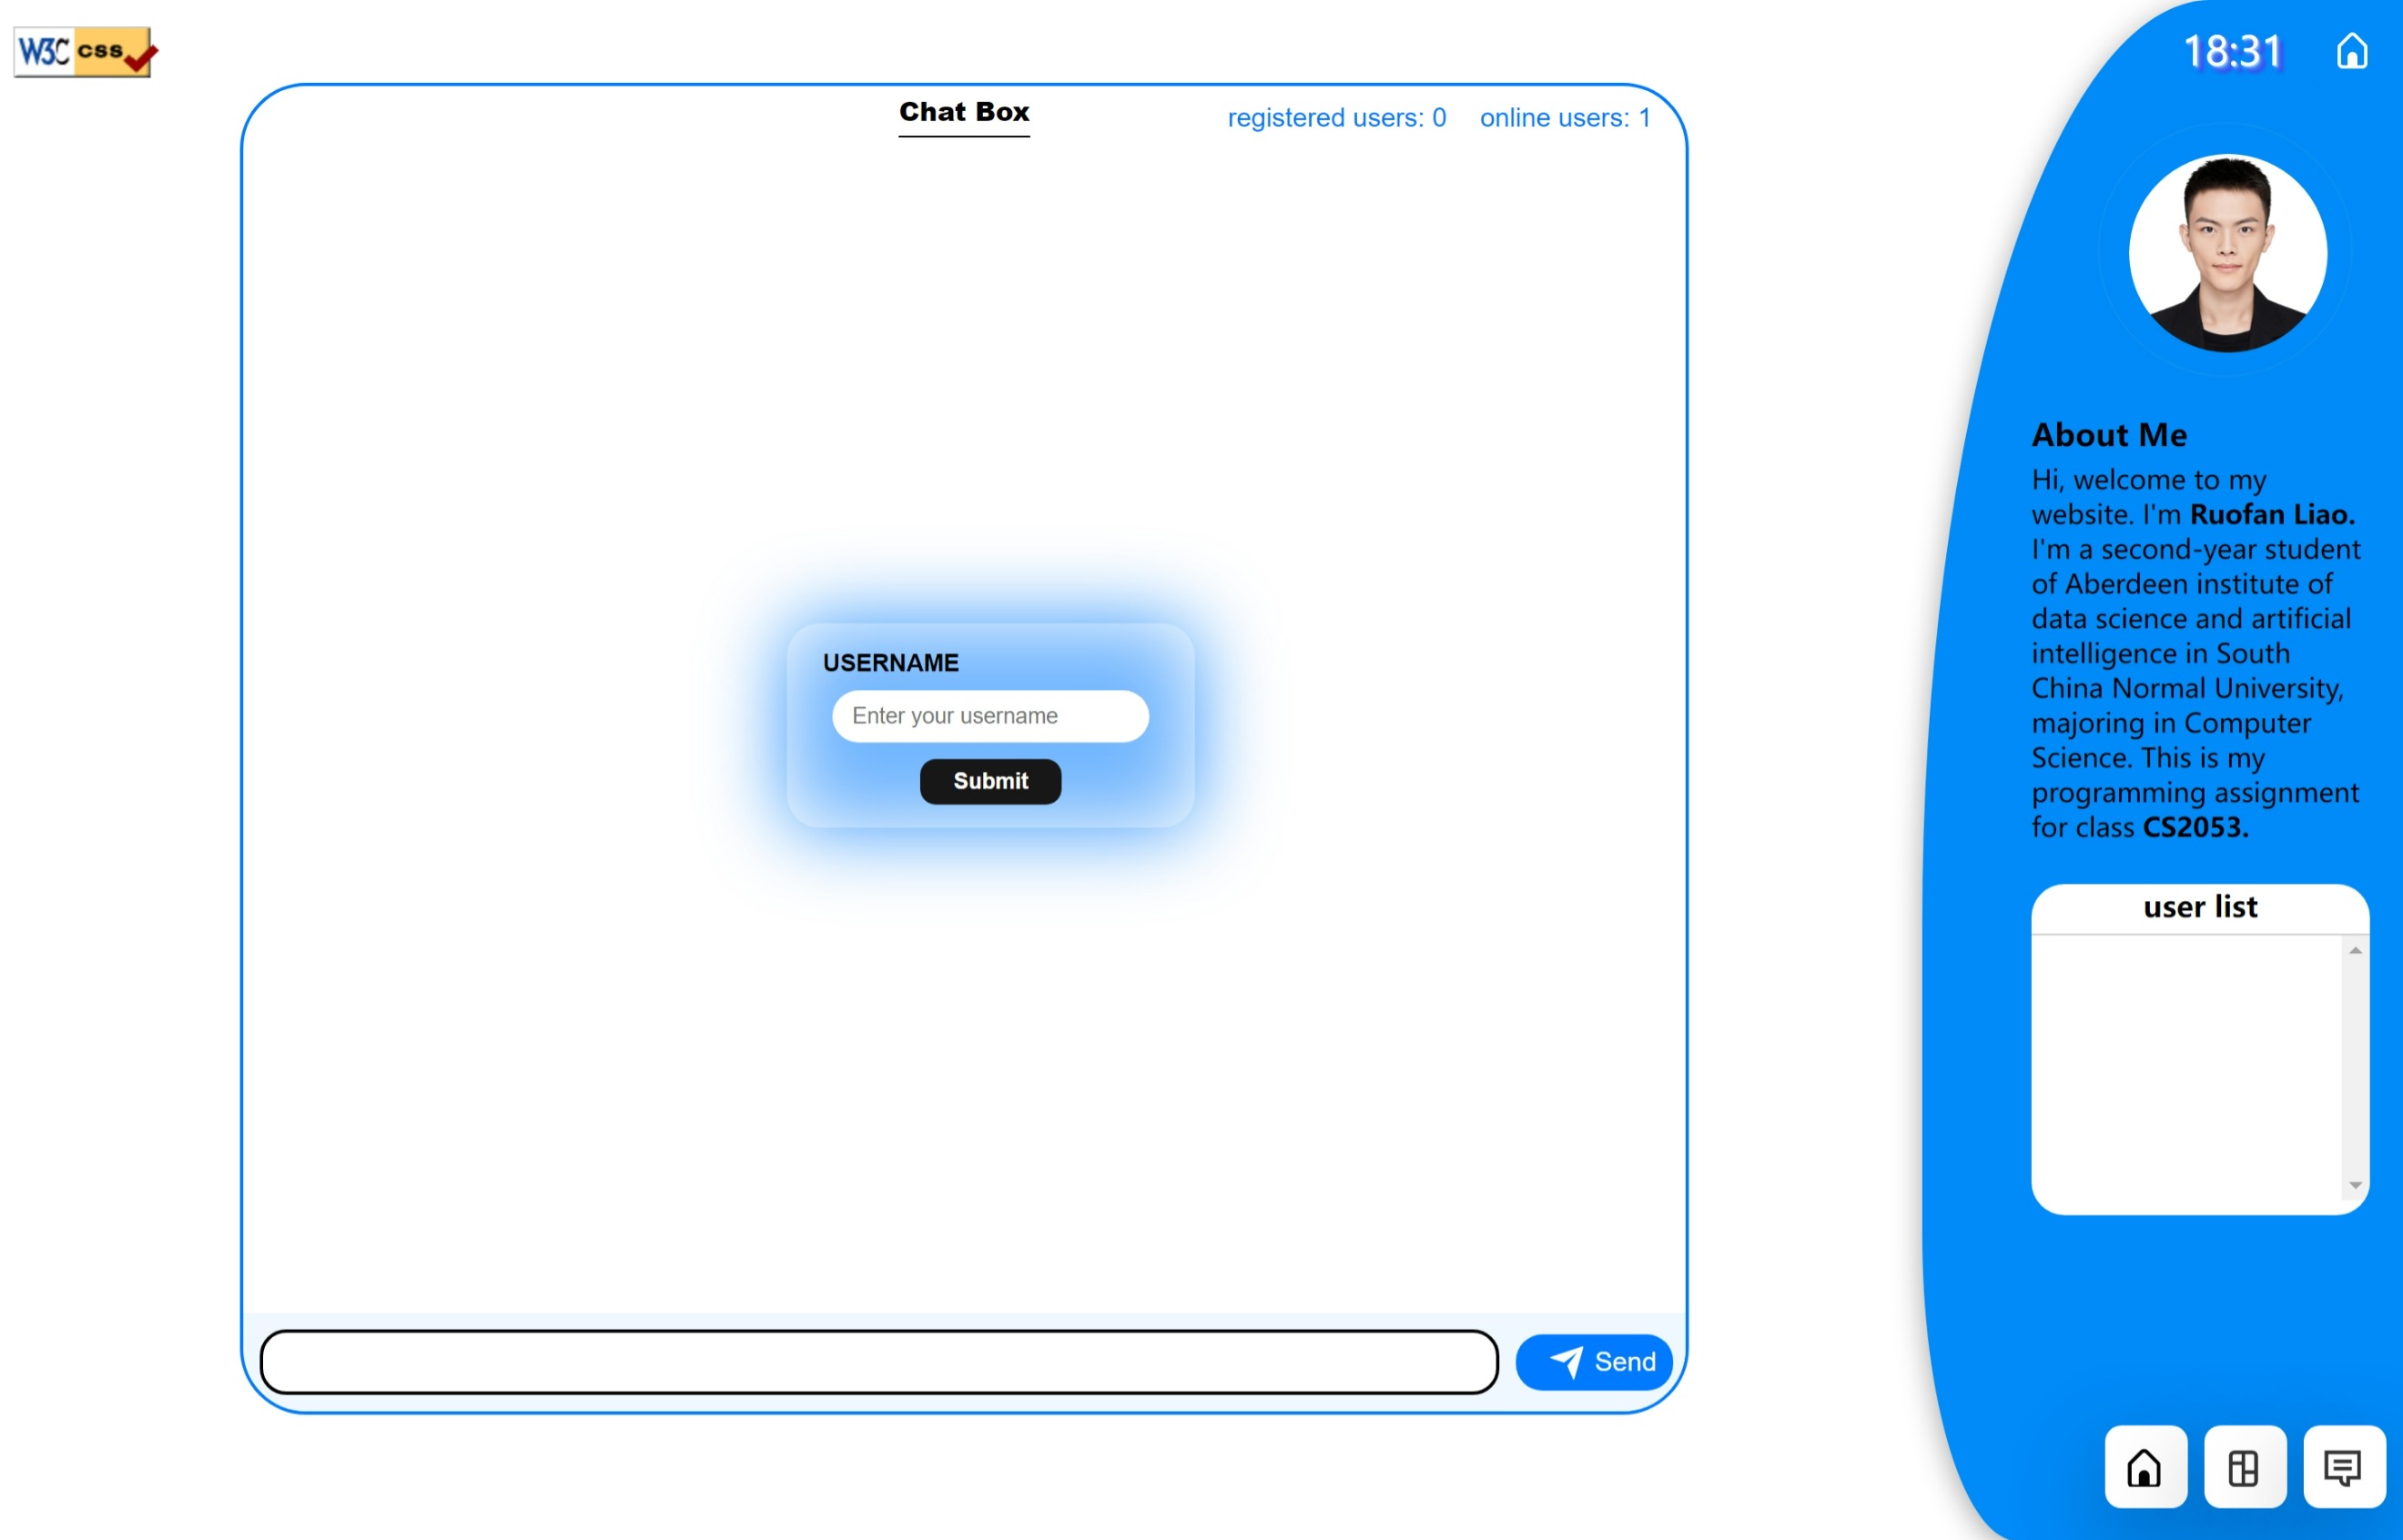 W3C css
Chat Box
registered users: 0 online users: 1
USERNAME
Enter your username
Submit
Send
18:31
About Me
Hi, welcome to my
website. I'm Ruofan Liao.
I'm a second-year student
of Aberdeen institute of
data science and artificial
intelligence in South
China Normal University,
majoring in Computer
Science. This is my
programming assignment
for class CS2053.
user list